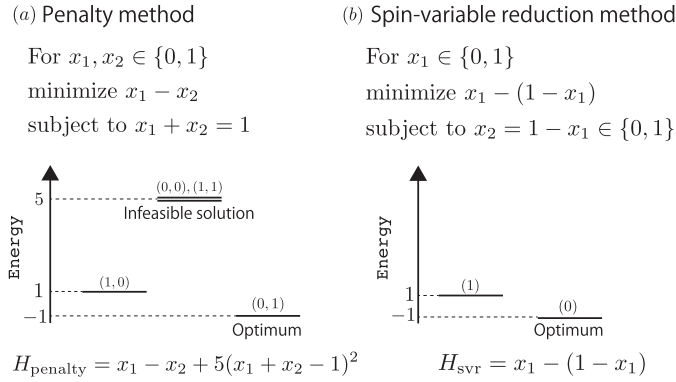 (a) Penalty method
For x₁, x₂ ∈ {0, 1}
minimize x₁ − x₂
subject to x₁ + x₂ = 1
Energy
5
1
−1
(0,0),(1,1)
Infeasible solution
(1,0)
(0,1)
Optimum
H_penalty = x₁ − x₂ + 5(x₁ + x₂ − 1)²
(b) Spin-variable reduction method
For x₁ ∈ {0, 1}
minimize x₁ − (1 − x₁)
subject to x₂ = 1 − x₁ ∈ {0, 1}
Energy
1
−1
(1)
(0)
Optimum
H_svr = x₁ − (1 − x₁)